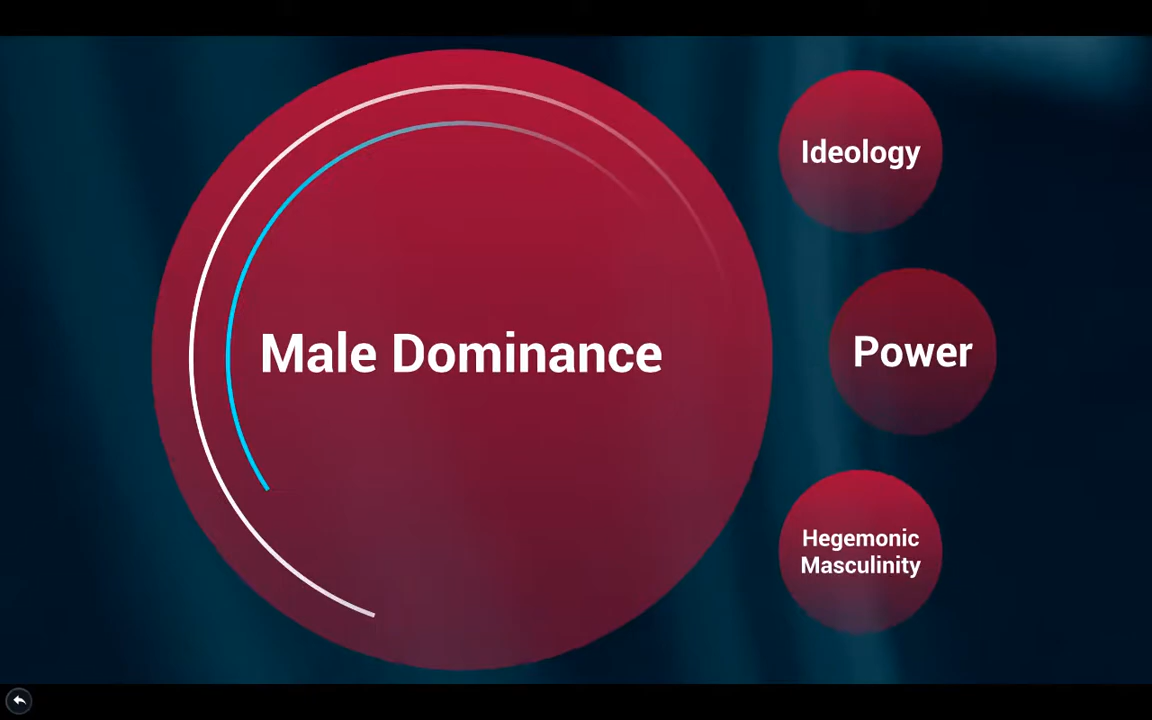 Male Dominance
Ideology
Power
Hegemonic
Masculinity